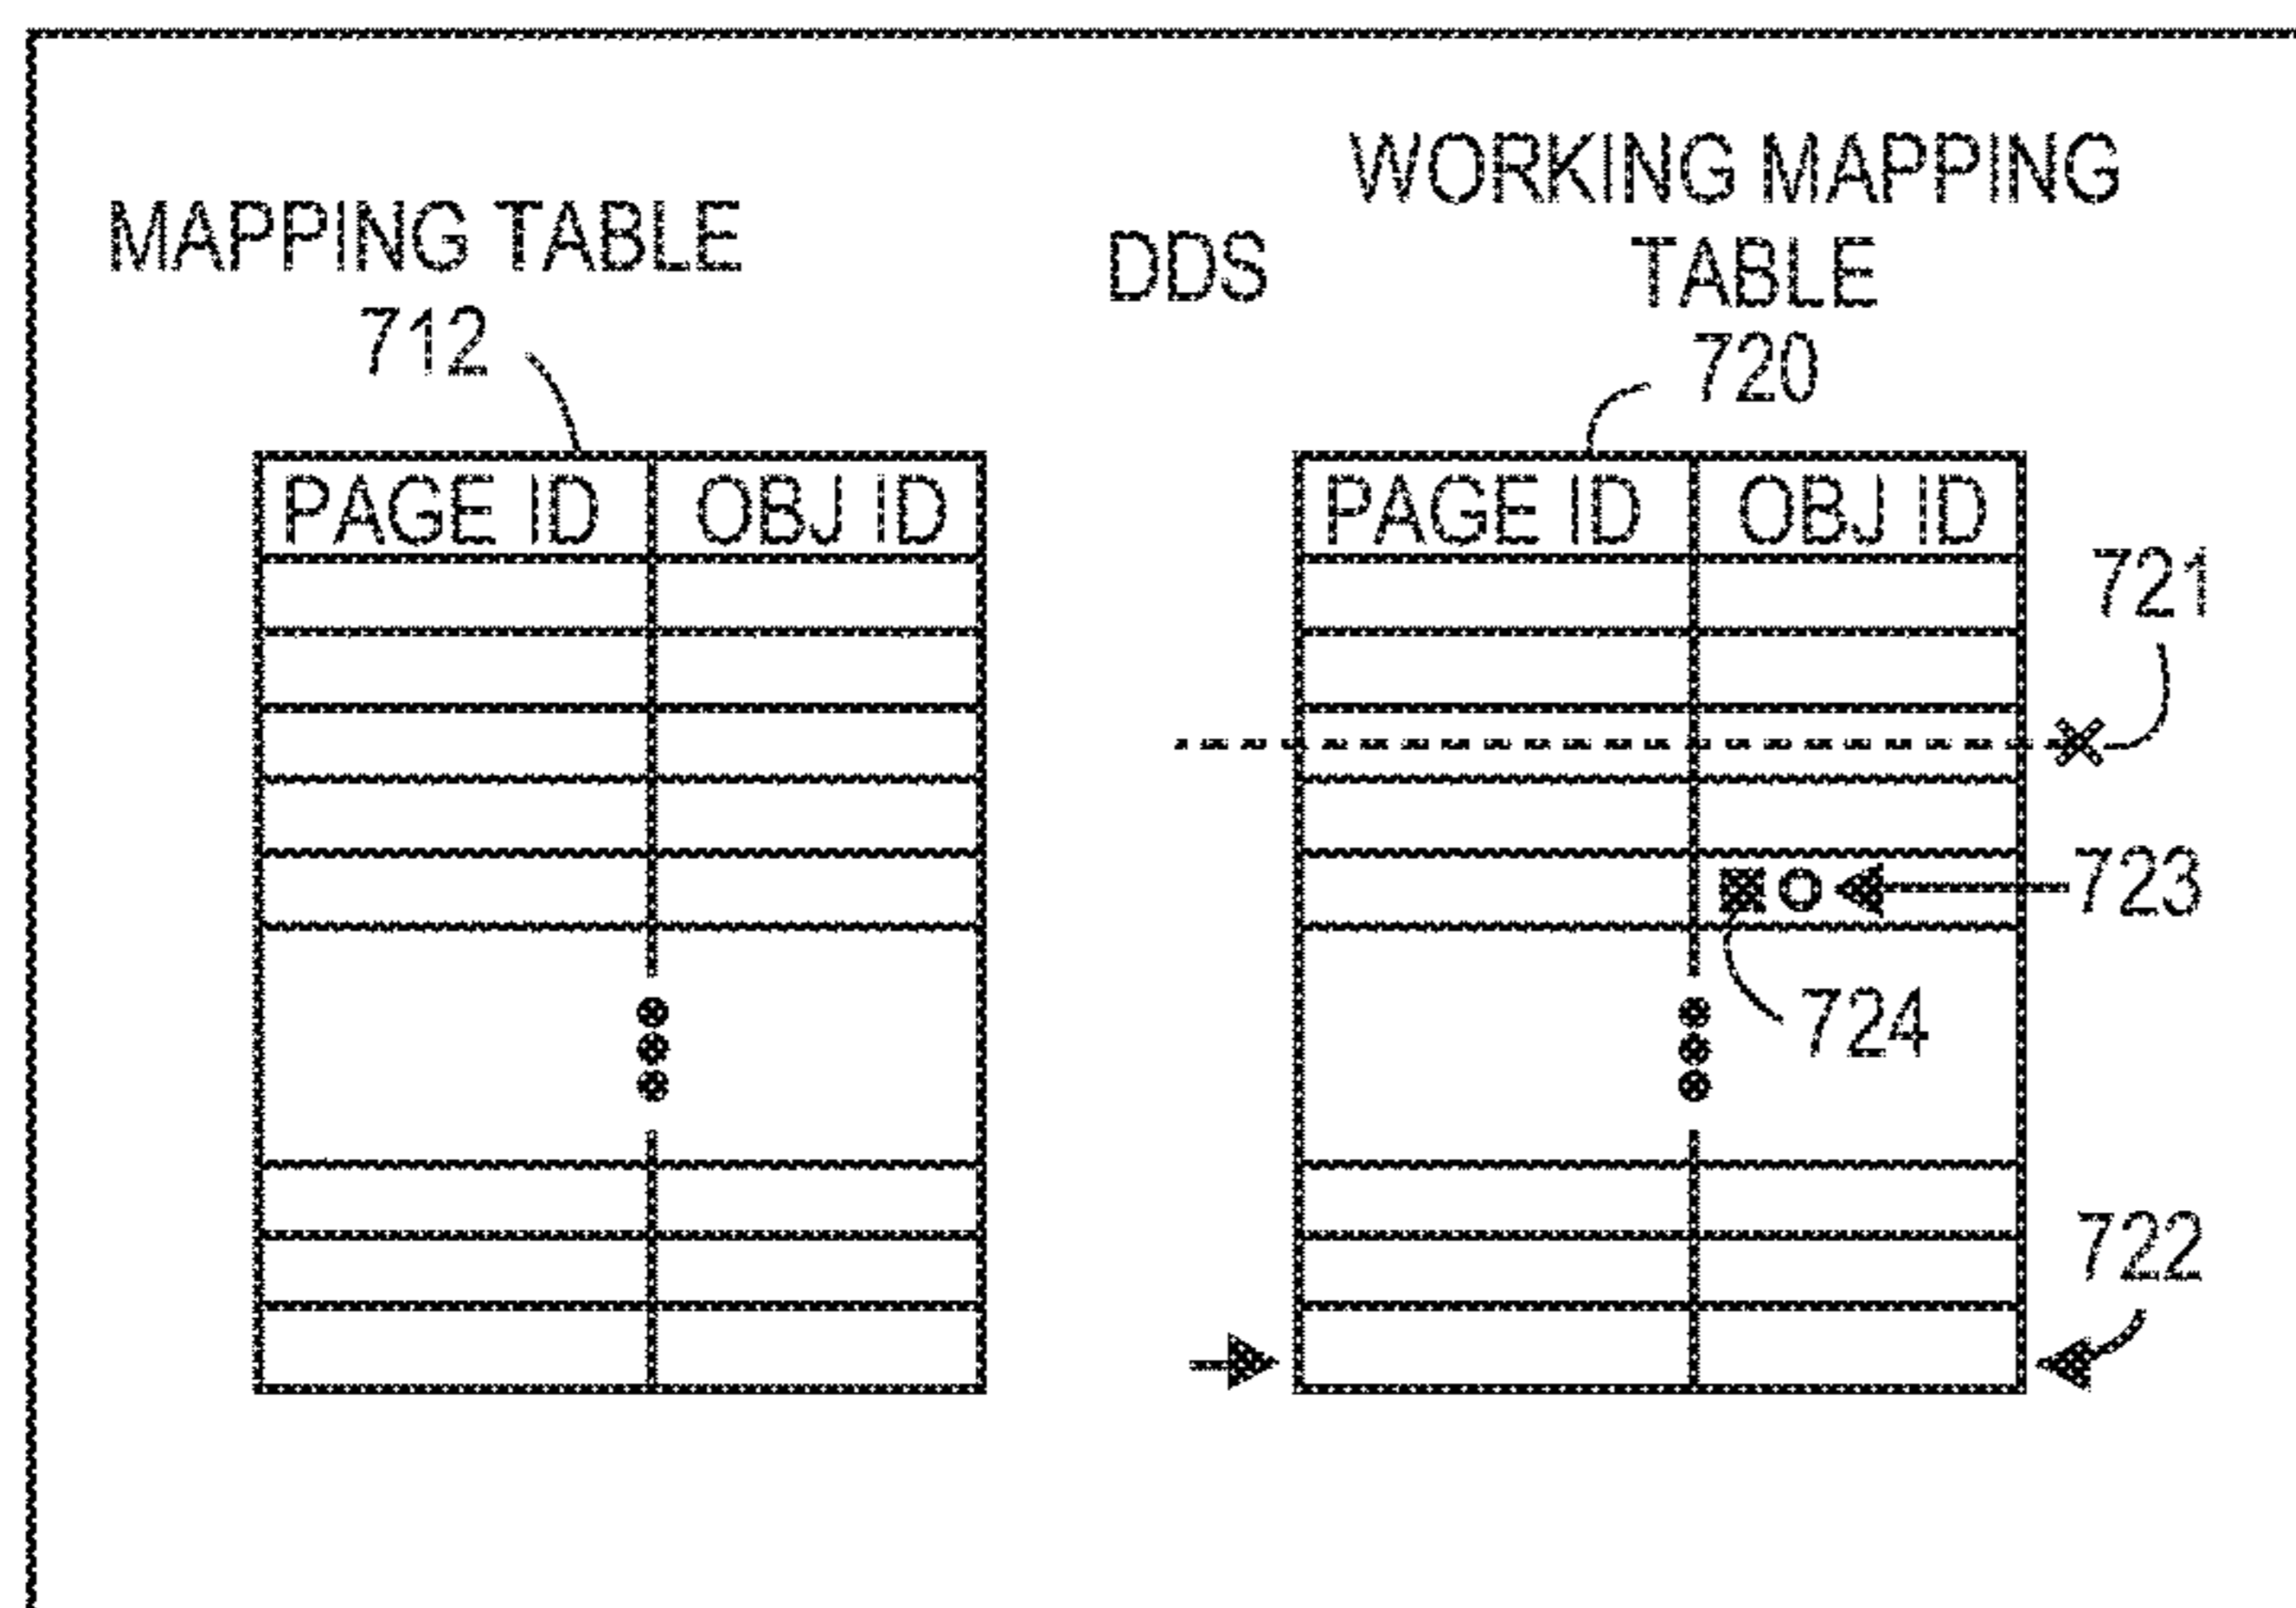 MAPPING TABLE
712
DDS
WORKING MAPPING
TABLE
720
PAGE ID OBJ ID
PAGE ID OBJ ID
721
723
724
722